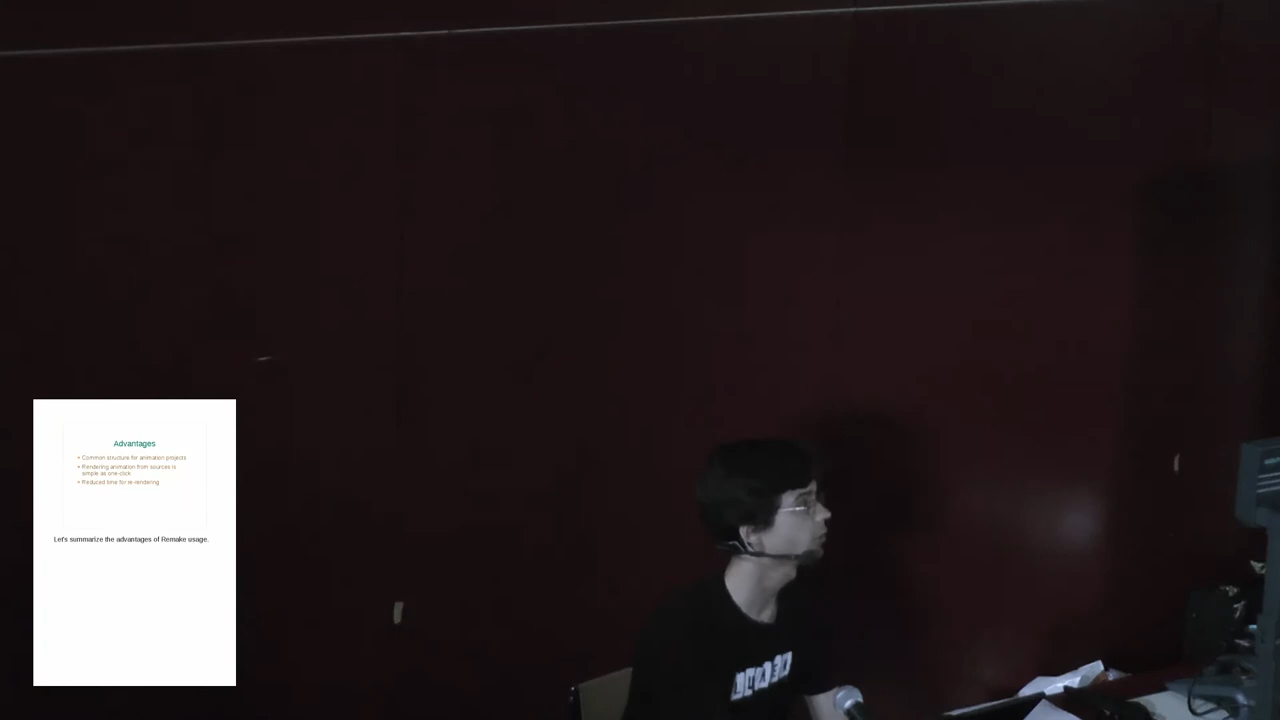 Advantages
Common structure for animation projects
Rendering animation from sources is
simple as one-click
Reduced time for re-rendering
Let's summarize the advantages of Remake usage.